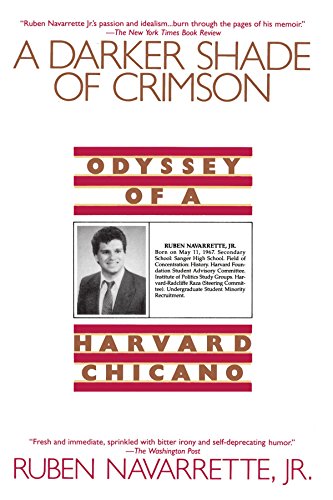 "Ruben Navarrette Jr.'s passion and idealism...burn through the pages of his memoir."
—The New York Times Book Review
A DARKER SHADE
OF CRIMSON
ODYSSEY
OF A
RUBEN NAVARRETTE, JR.
Born on May 11, 1967. Secondary
School: Sanger High School. Field of
Concentration: History. Harvard Foun-
dation Student Advisory Committee.
Institute of Politics Study Groups. Har-
vard-Radcliffe Raza (Steering Commit-
tee). Undergraduate Student Minority
Recruitment.
HARVARD
CHICANO
"Fresh and immediate, sprinkled with bitter irony and self-deprecating humor."
—The Washington Post
RUBEN NAVARRETTE, JR.